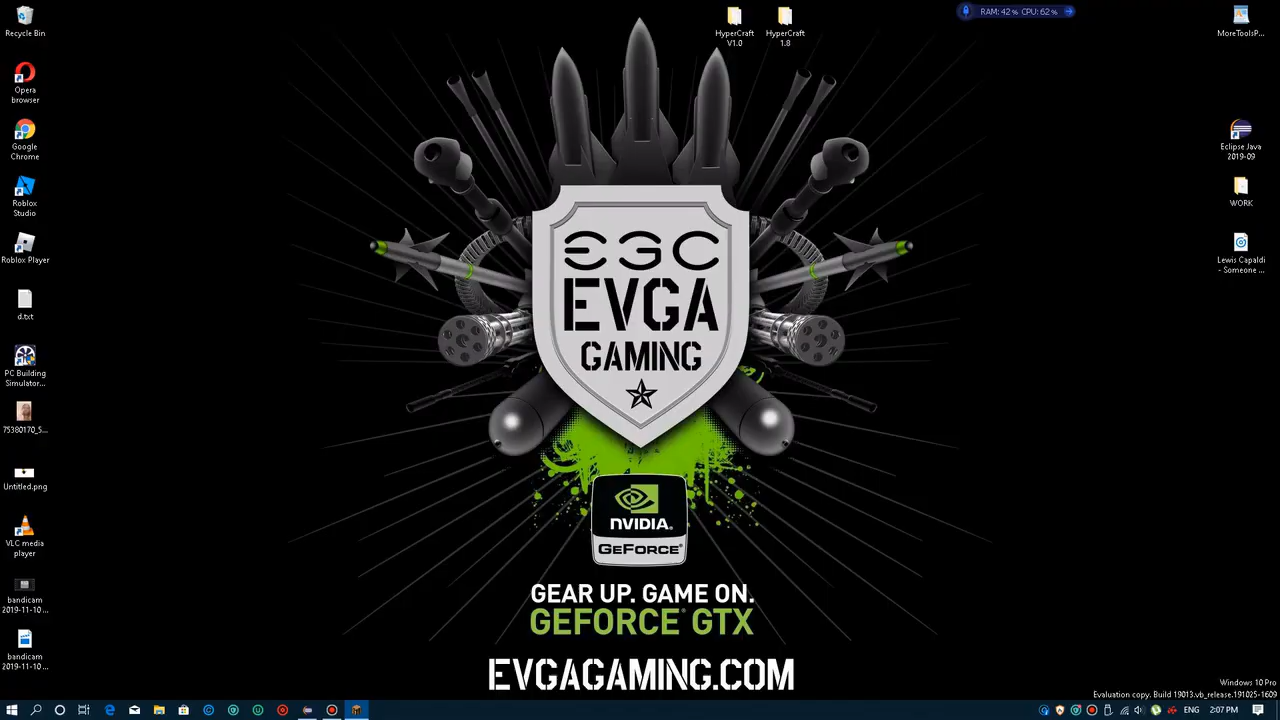 Recycle Bin
Opera
browser
Google
Chrome
Roblox
Studio
Roblox Player
d.txt
PC Building
Simulator...
75380170_5...
Untitled.png
VLC media
player
bandicam
2019-11-10 ...
bandicam
2019-11-10 ...
HyperCraft
V1.0
HyperCraft
1.8
RAM: 42% CPU: 62%
MoreToolsP...
Eclipse Java
2019-09
WORK
Lewis Capaldi
- Someone ...
EGC
EVGA
GAMING
NVIDIA®
GEFORCE®
GEAR UP. GAME ON.
GEFORCE® GTX
EVGAGAMING.COM
Windows 10 Pro
Evaluation copy. Build 19013.vb_release.191025-1609
ENG
2:07 PM